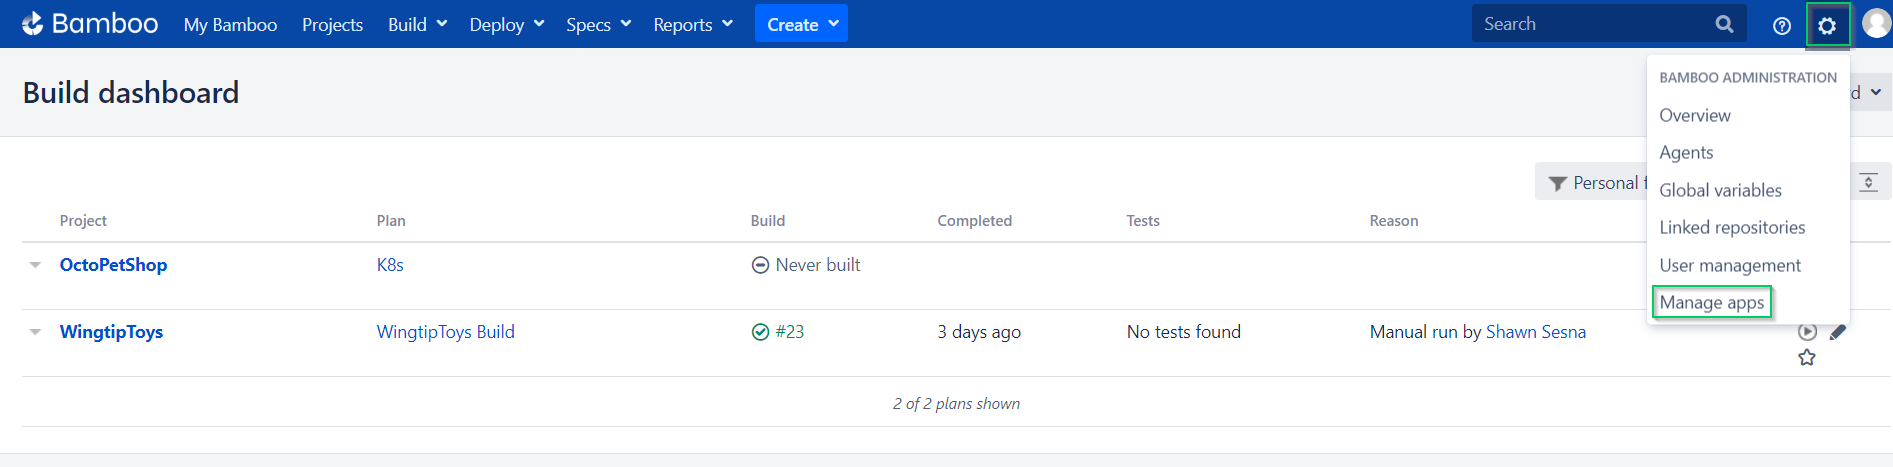 Bamboo My Bamboo Projects Build Deploy Specs Reports Create Search
BAMBOO ADMINISTRATION
Build dashboard
Overview
Agents
Personal
Global variables
Project Plan Build Completed Tests Reason
Linked repositories
OctoPetShop K8s Never built
User management
Manage apps
WingtipToys WingtipToys Build #23 3 days ago No tests found Manual run by Shawn Sesna
2 of 2 plans shown